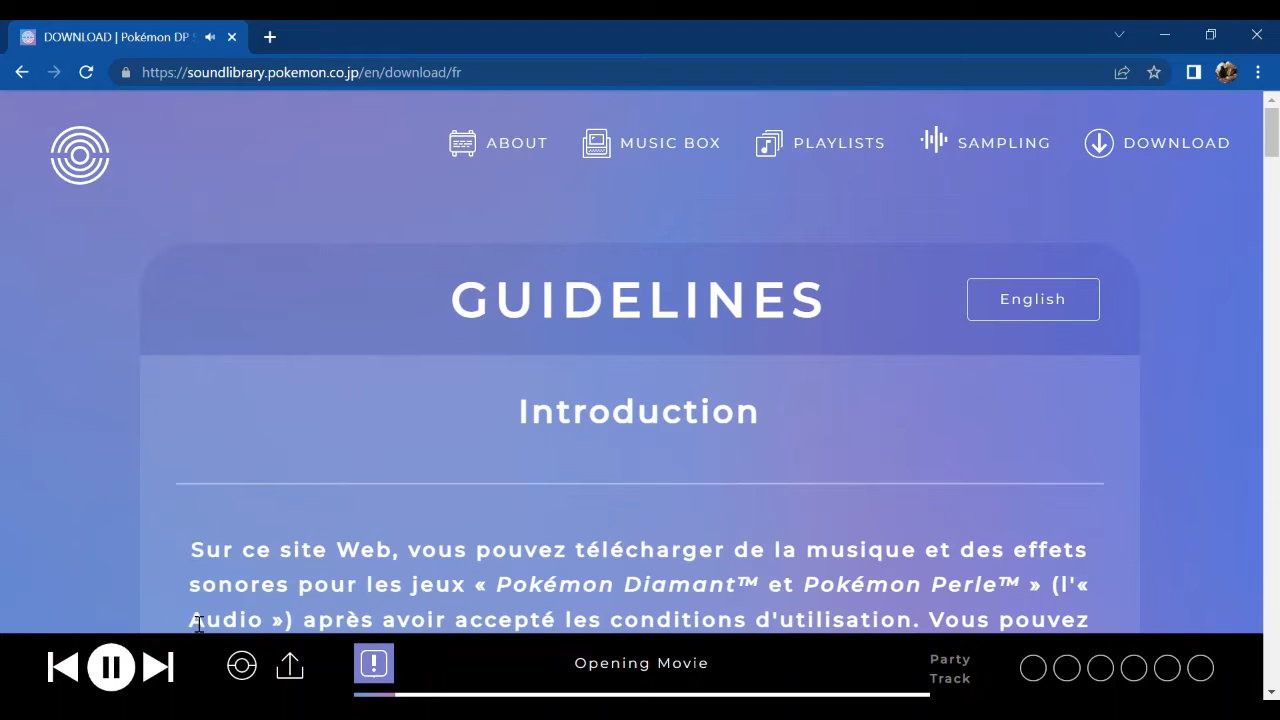 DOWNLOAD | Pokémon DP
https://soundlibrary.pokemon.co.jp/en/download/fr
ABOUT MUSIC BOX PLAYLISTS SAMPLING DOWNLOAD
GUIDELINES
English
Introduction
Sur ce site Web, vous pouvez télécharger de la musique et des effets
sonores pour les jeux « Pokémon Diamant™ et Pokémon Perle™ » (l'«
Audio ») après avoir accepté les conditions d'utilisation. Vous pouvez
Opening Movie
Party
Track